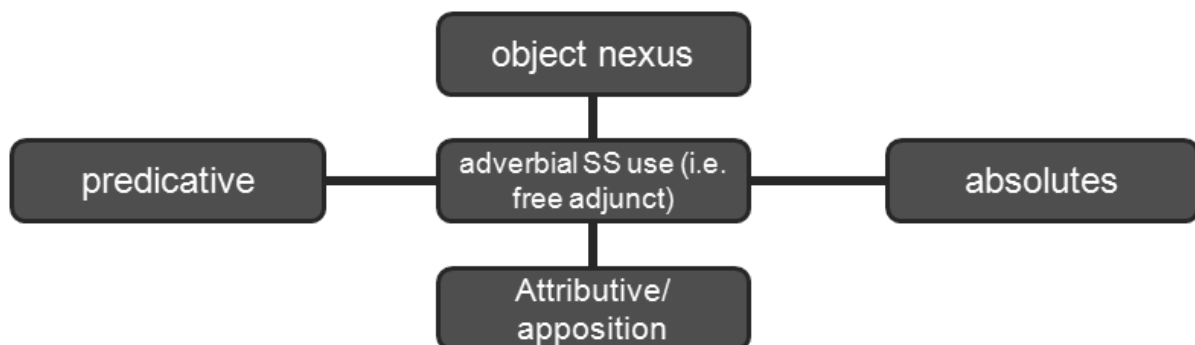 object nexus
predicative
adverbial SS use (i.e.
free adjunct)
absolutes
Attributive/
apposition